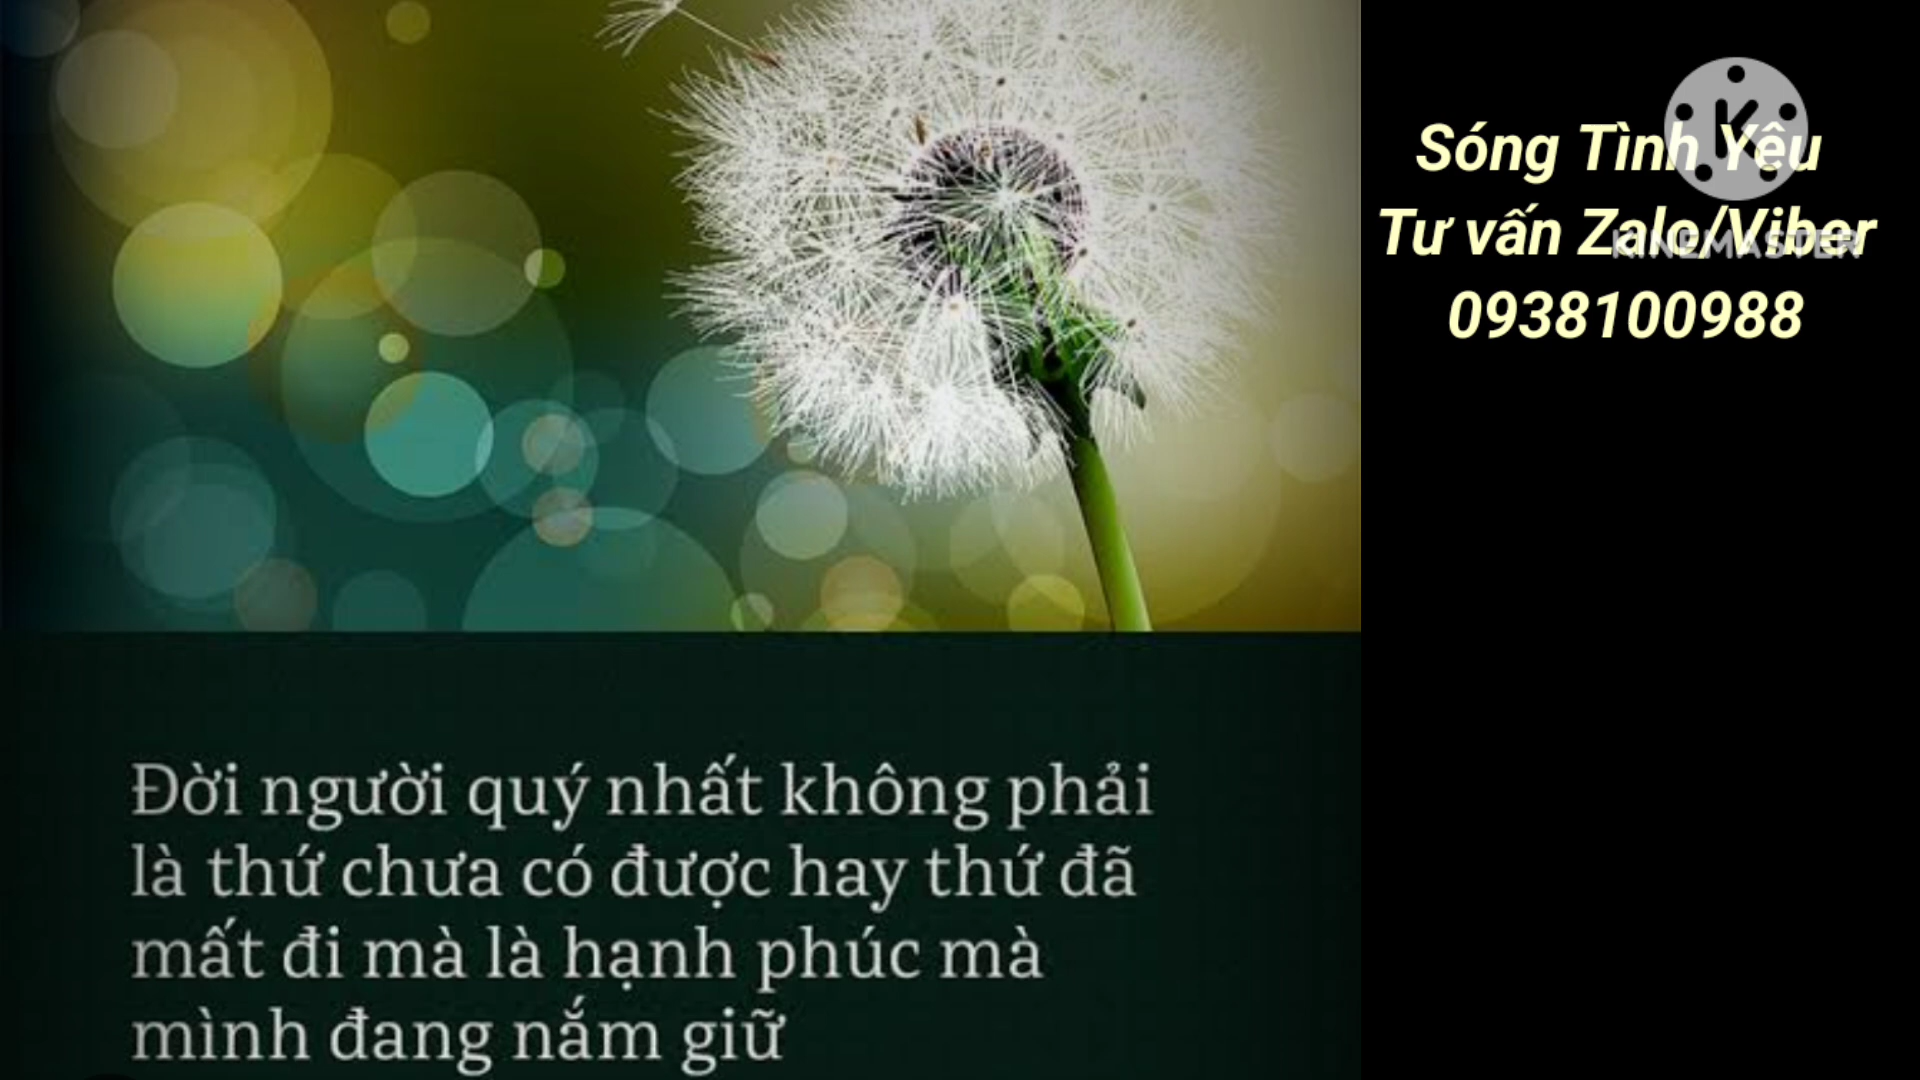 Sóng Tình Yêu
Tư vấn Zalo/Viber
KINEMASTER
0938100988
Đời người quý nhất không phải
là thứ chưa có được hay thứ đã
mất đi mà là hạnh phúc mà
mình đang nắm giữ